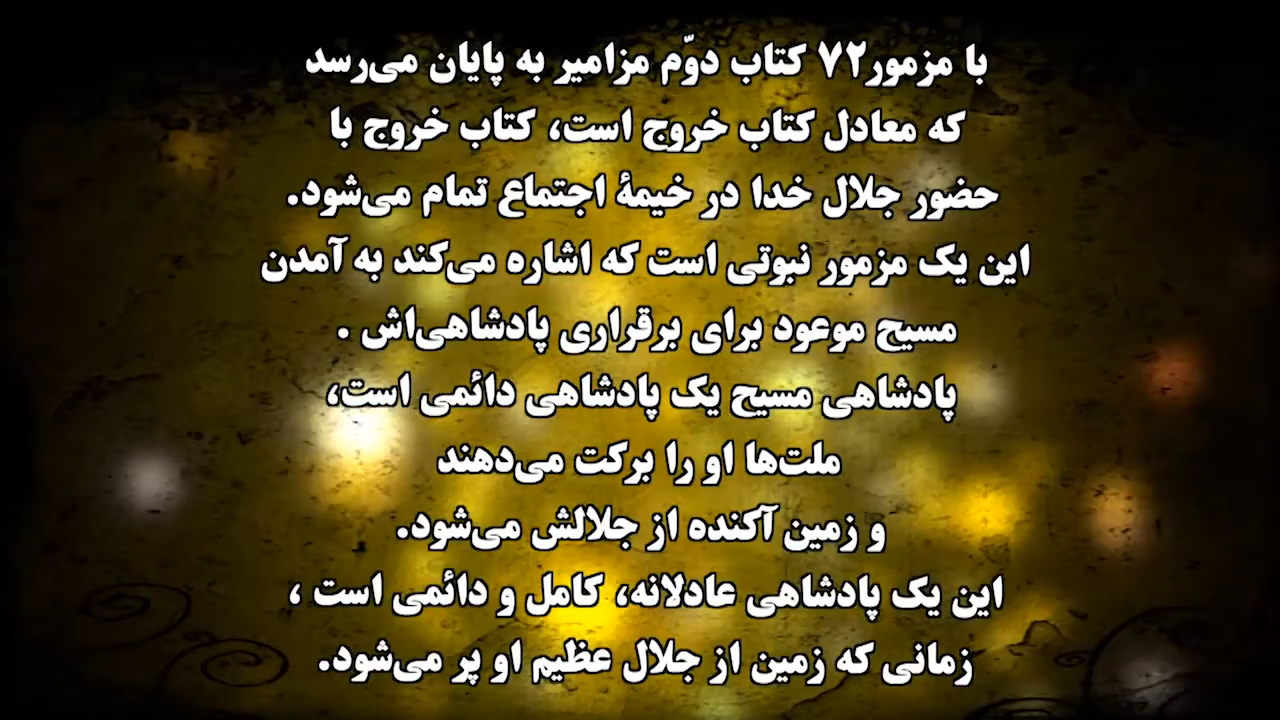 با مزمور۷۲ کتاب دوّم مزامیر به پایان می‌رسد
که معادل کتاب خروج است، کتاب خروج با
حضور جلال خدا در خیمهٔ اجتماع تمام می‌شود.
این یک مزمور نبوتی است که اشاره می‌کند به آمدن
مسیح موعود برای برقراری پادشاهی‌اش .
پادشاهی مسیح یک پادشاهی دائمی است،
ملت‌ها او را برکت می‌دهند
و زمین آکنده از جلالش می‌شود.
این یک پادشاهی عادلانه، کامل و دائمی است ،
زمانی که زمین از جلال عظیم او پر می‌شود.